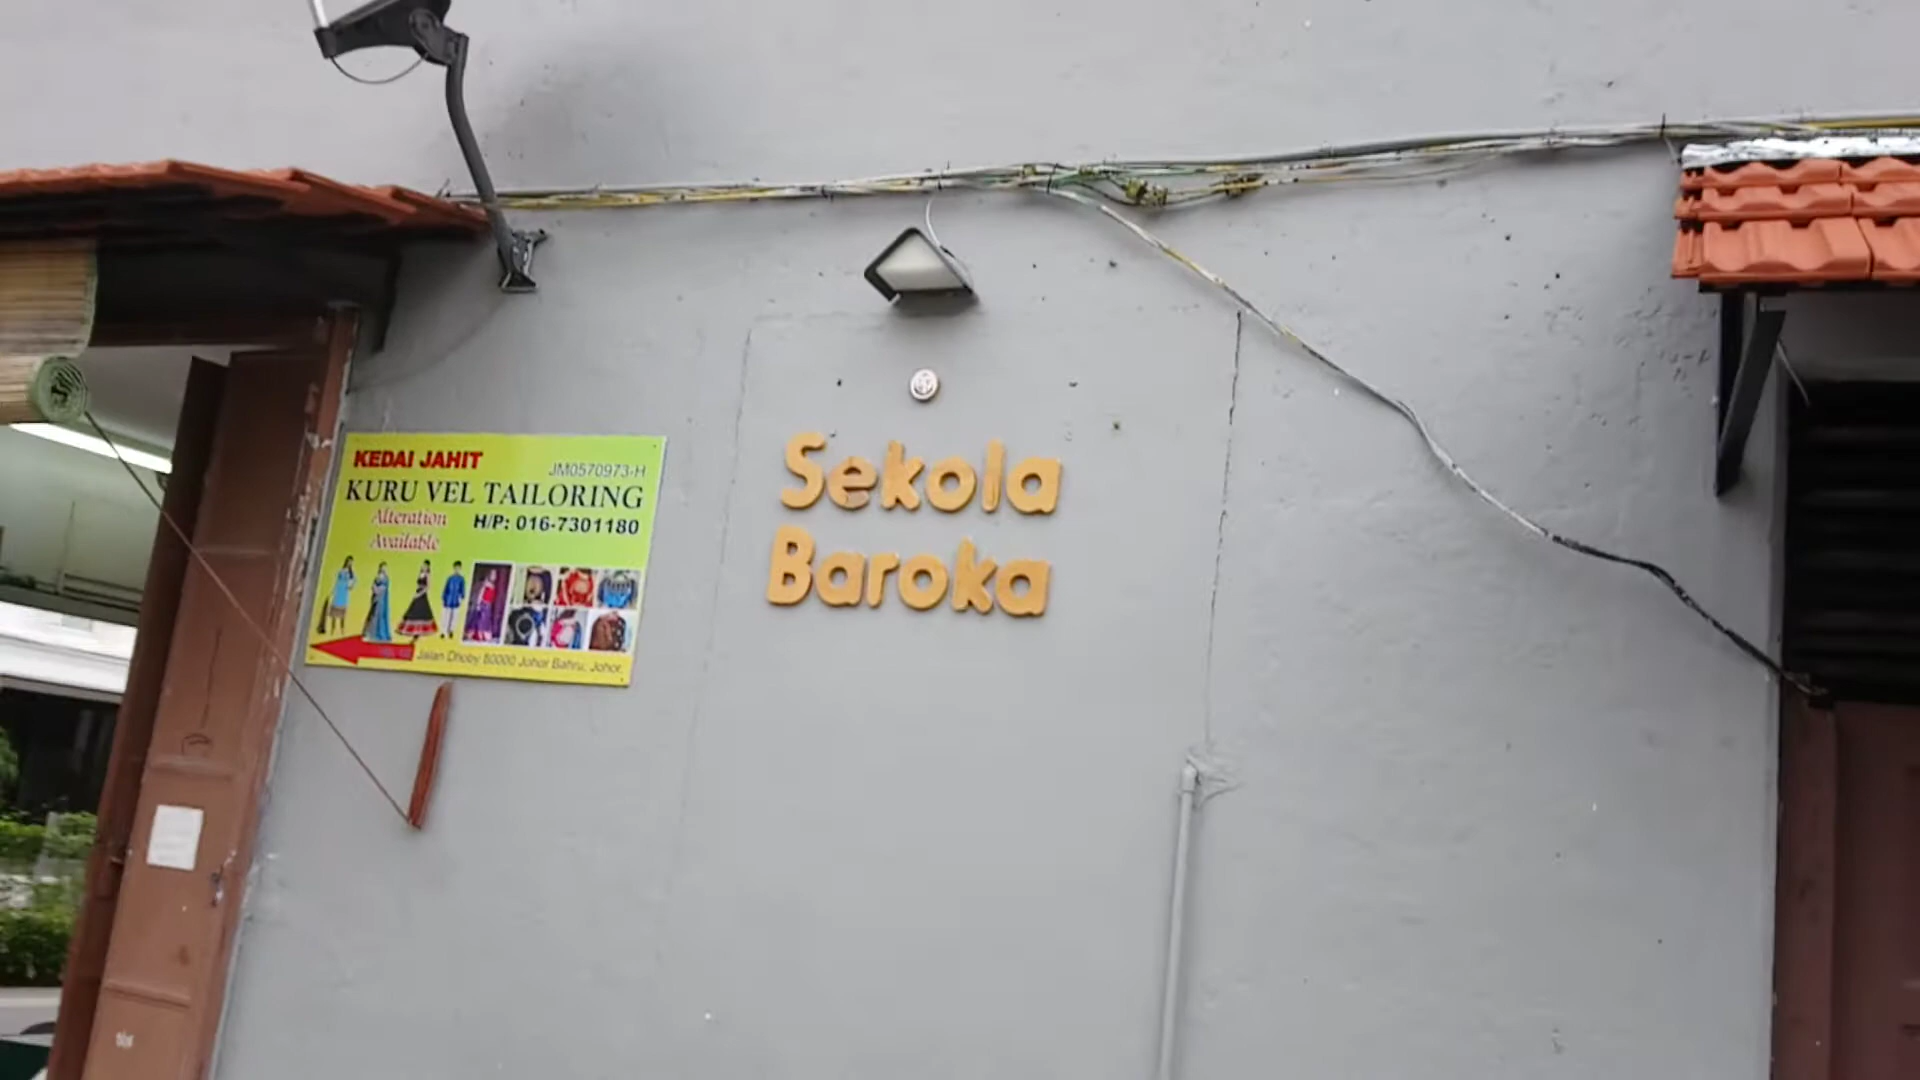 KEDAI JAHIT
JM0570973-H
KURU VEL TAILORING
Alteration
Available
H/P: 016-7301180
Jalan Dhoby 80000 Johor Bahru, Johor.
Sekola
Baroka